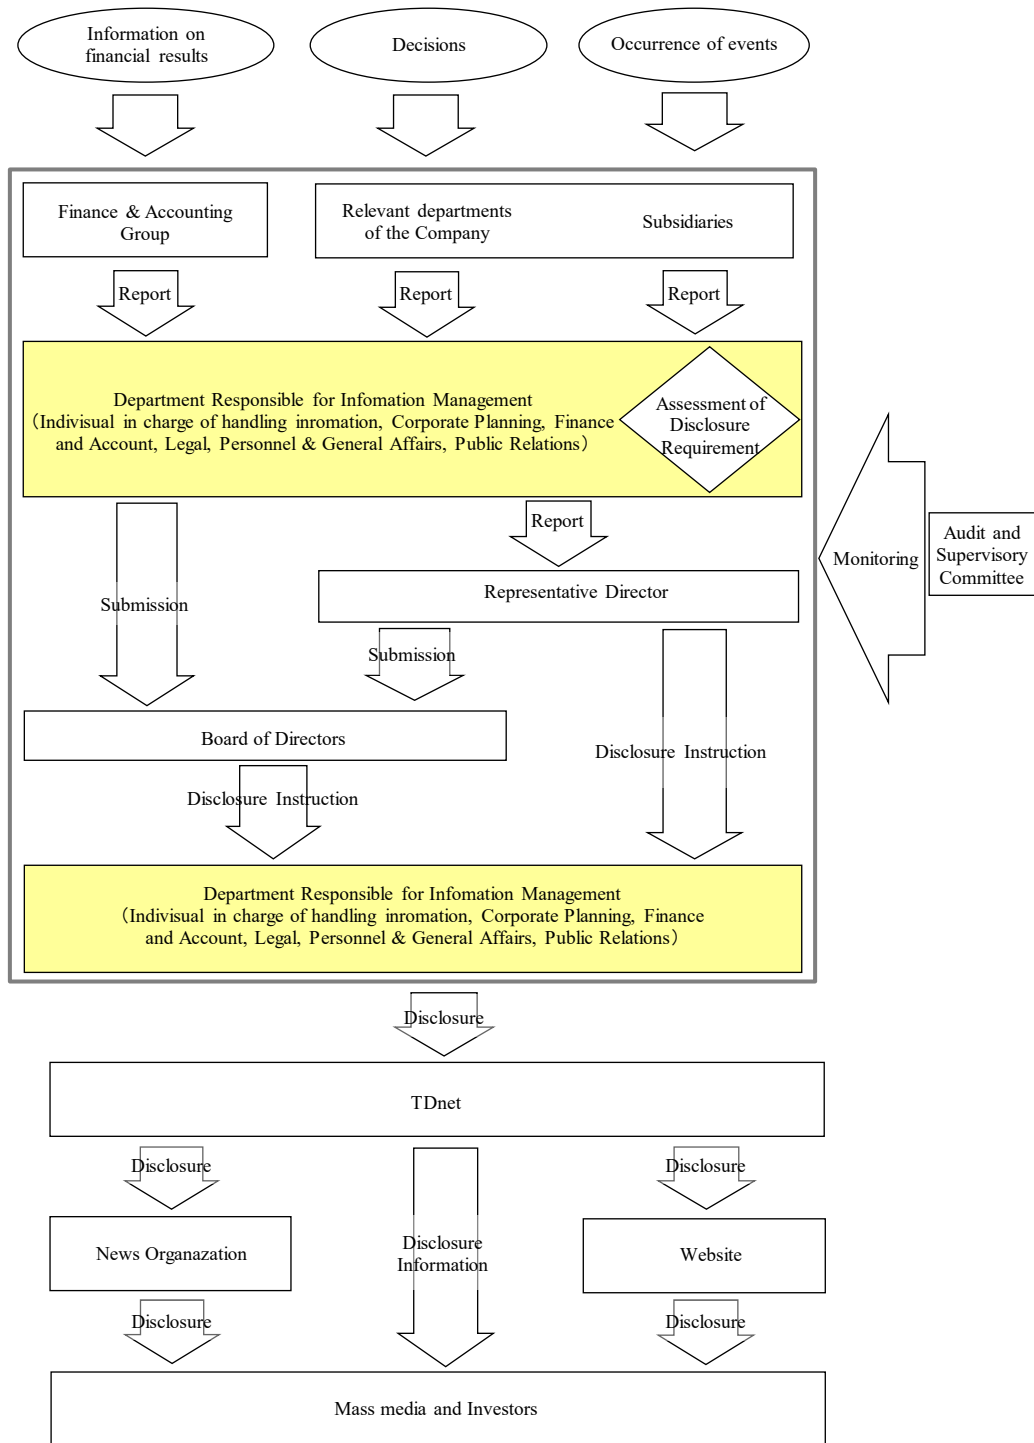 Information on
financial results
Decisions
Occurrence of events
Finance & Accounting
Group
Relevant departments
of the Company
Subsidiaries
Report
Report
Report
Department Responsible for Infomation Management
（Indivisual in charge of handling inromation, Corporate Planning, Finance
and Account, Legal, Personnel & General Affairs, Public Relations）
Assessment of
Disclosure
Requirement
Report
Monitoring
Audit and
Supervisory
Committee
Submission
Representative Director
Submission
Board of Directors
Disclosure Instruction
Disclosure Instruction
Department Responsible for Infomation Management
（Indivisual in charge of handling inromation, Corporate Planning, Finance
and Account, Legal, Personnel & General Affairs, Public Relations）
Disclosure
TDnet
Disclosure
Disclosure
News Organazation
Disclosure
Information
Website
Disclosure
Disclosure
Mass media and Investors